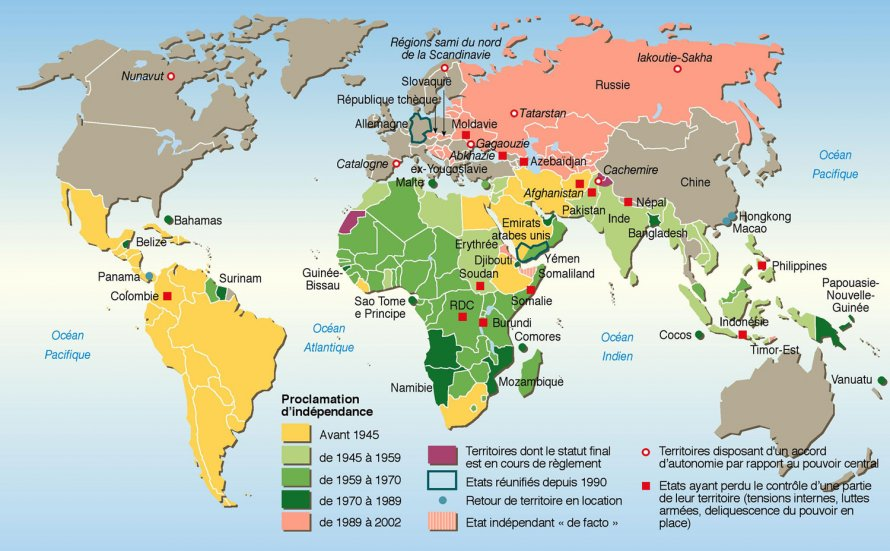 Régions sami du nord
de la Scandinavie
Iakoutie-Sakha
Nunavut
Slovaquie
Russie
République tchèque
Tatarstan
Allemagne
Moldavie
Gagaouzie
Abkhazie
Azebaïdjan
Catalogne
ex-Yougoslavie
Cachemire
Chine
Océan
Pacifique
Malte
Afghanistan
Népal
Pakistan
Inde
Bahamas
Emirats
arabes unis
Hongkong
Macao
Bangladesh
Belize
Erythrée
Yémen
Djibouti
Panama
Surinam
Guinée-
Bissau
Soudan
Somaliland
Philippines
Colombie
Sao Tome
e Principe
RDC
Somalie
Papouasie-
Nouvelle-
Guinée
Burundi
Océan
Pacifique
Océan
Atlantique
Comores
Océan
Indien
Cocos
Indonésie
Timor-Est
Namibie
Mozambique
Vanuatu
Proclamation
d'indépendance
Avant 1945
de 1945 à 1959
de 1959 à 1970
de 1970 à 1989
de 1989 à 2002
Territoires dont le statut final
est en cours de règlement
Etats réunifiés depuis 1990
Retour de territoire en location
Etat indépendant « de facto »
Territoires disposant d'un accord
d'autonomie par rapport au pouvoir central
Etats ayant perdu le contrôle d'une partie
de leur territoire (tensions internes, luttes
armées, deliquescence du pouvoir en
place)